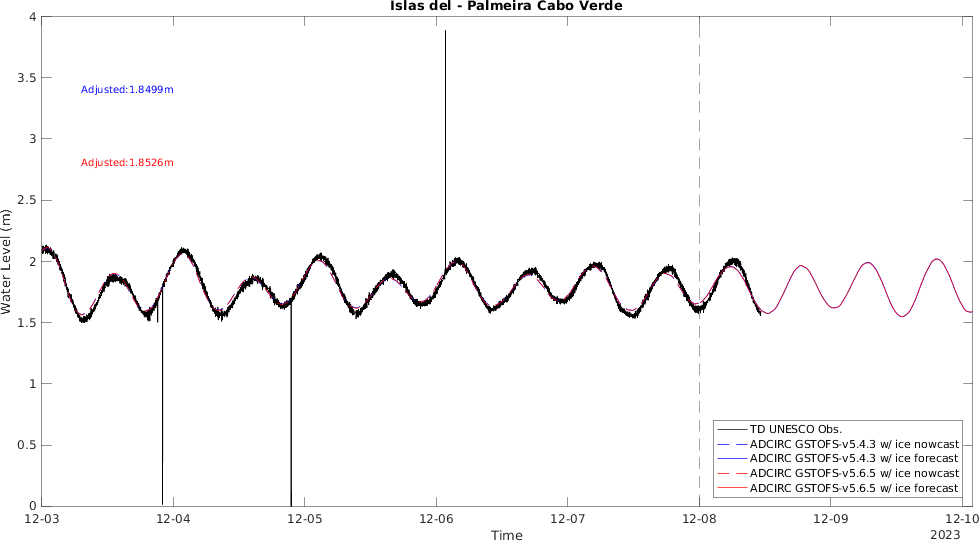 Islas del - Palmeira Cabo Verde
4
3.5
3
2.5
2
1.5
1
0.5
0
Water Level (m)
Adjusted:1.8499m
Adjusted:1.8526m
TD UNESCO Obs.
ADCIRC GSTOFS-v5.4.3 w/ ice nowcast
ADCIRC GSTOFS-v5.4.3 w/ ice forecast
ADCIRC GSTOFS-v5.6.5 w/ ice nowcast
ADCIRC GSTOFS-v5.6.5 w/ ice forecast
12-03 12-04 12-05 12-06 12-07 12-08 12-09 12-10
Time
2023